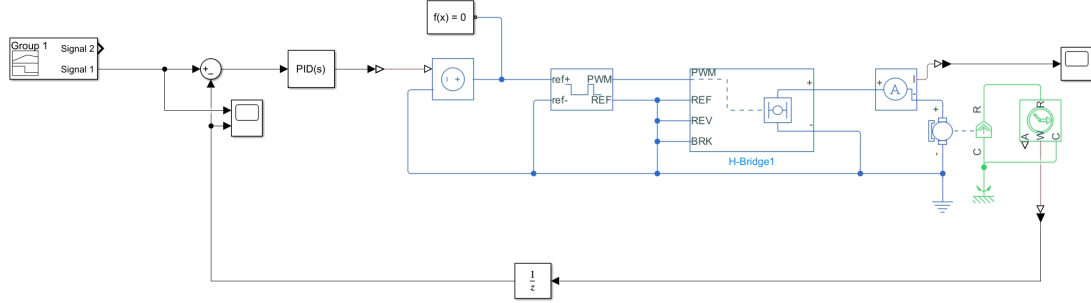 f(x) = 0
Group 1
Signal 2
Signal 1
+
−
PID(s)
+
ref+
ref-
PWM
REF
PWM
REF
REV
BRK
+
-
H-Bridge1
+
A
I
-
+
-
R
C
R
A
W
C
1
z